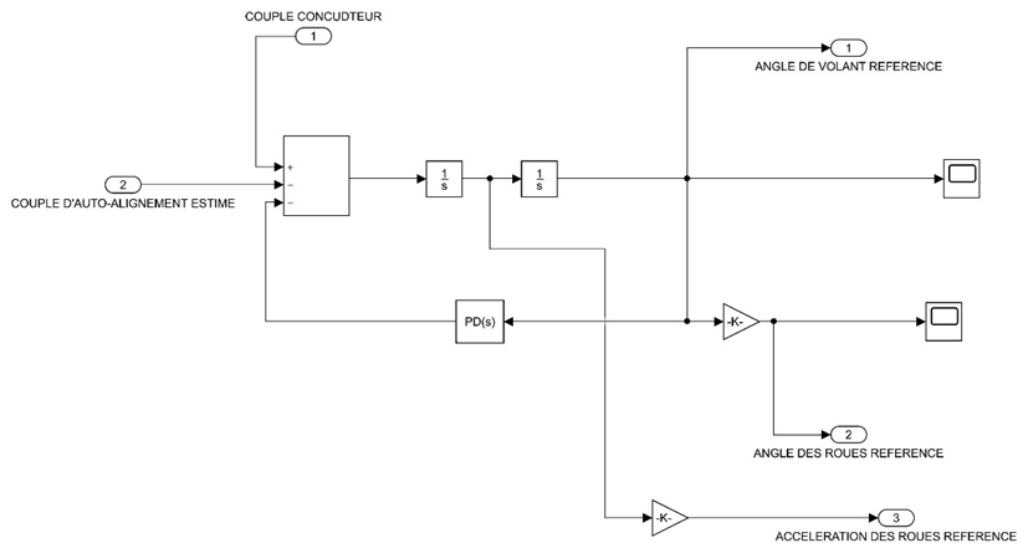 COUPLE CONCUDTEUR
1
1
ANGLE DE VOLANT REFERENCE
+
2
−
1
s
1
s
COUPLE D'AUTO-ALIGNEMENT ESTIME
−
PD(s)
-K-
2
ANGLE DES ROUES REFERENCE
-K-
3
ACCELERATION DES ROUES REFERENCE